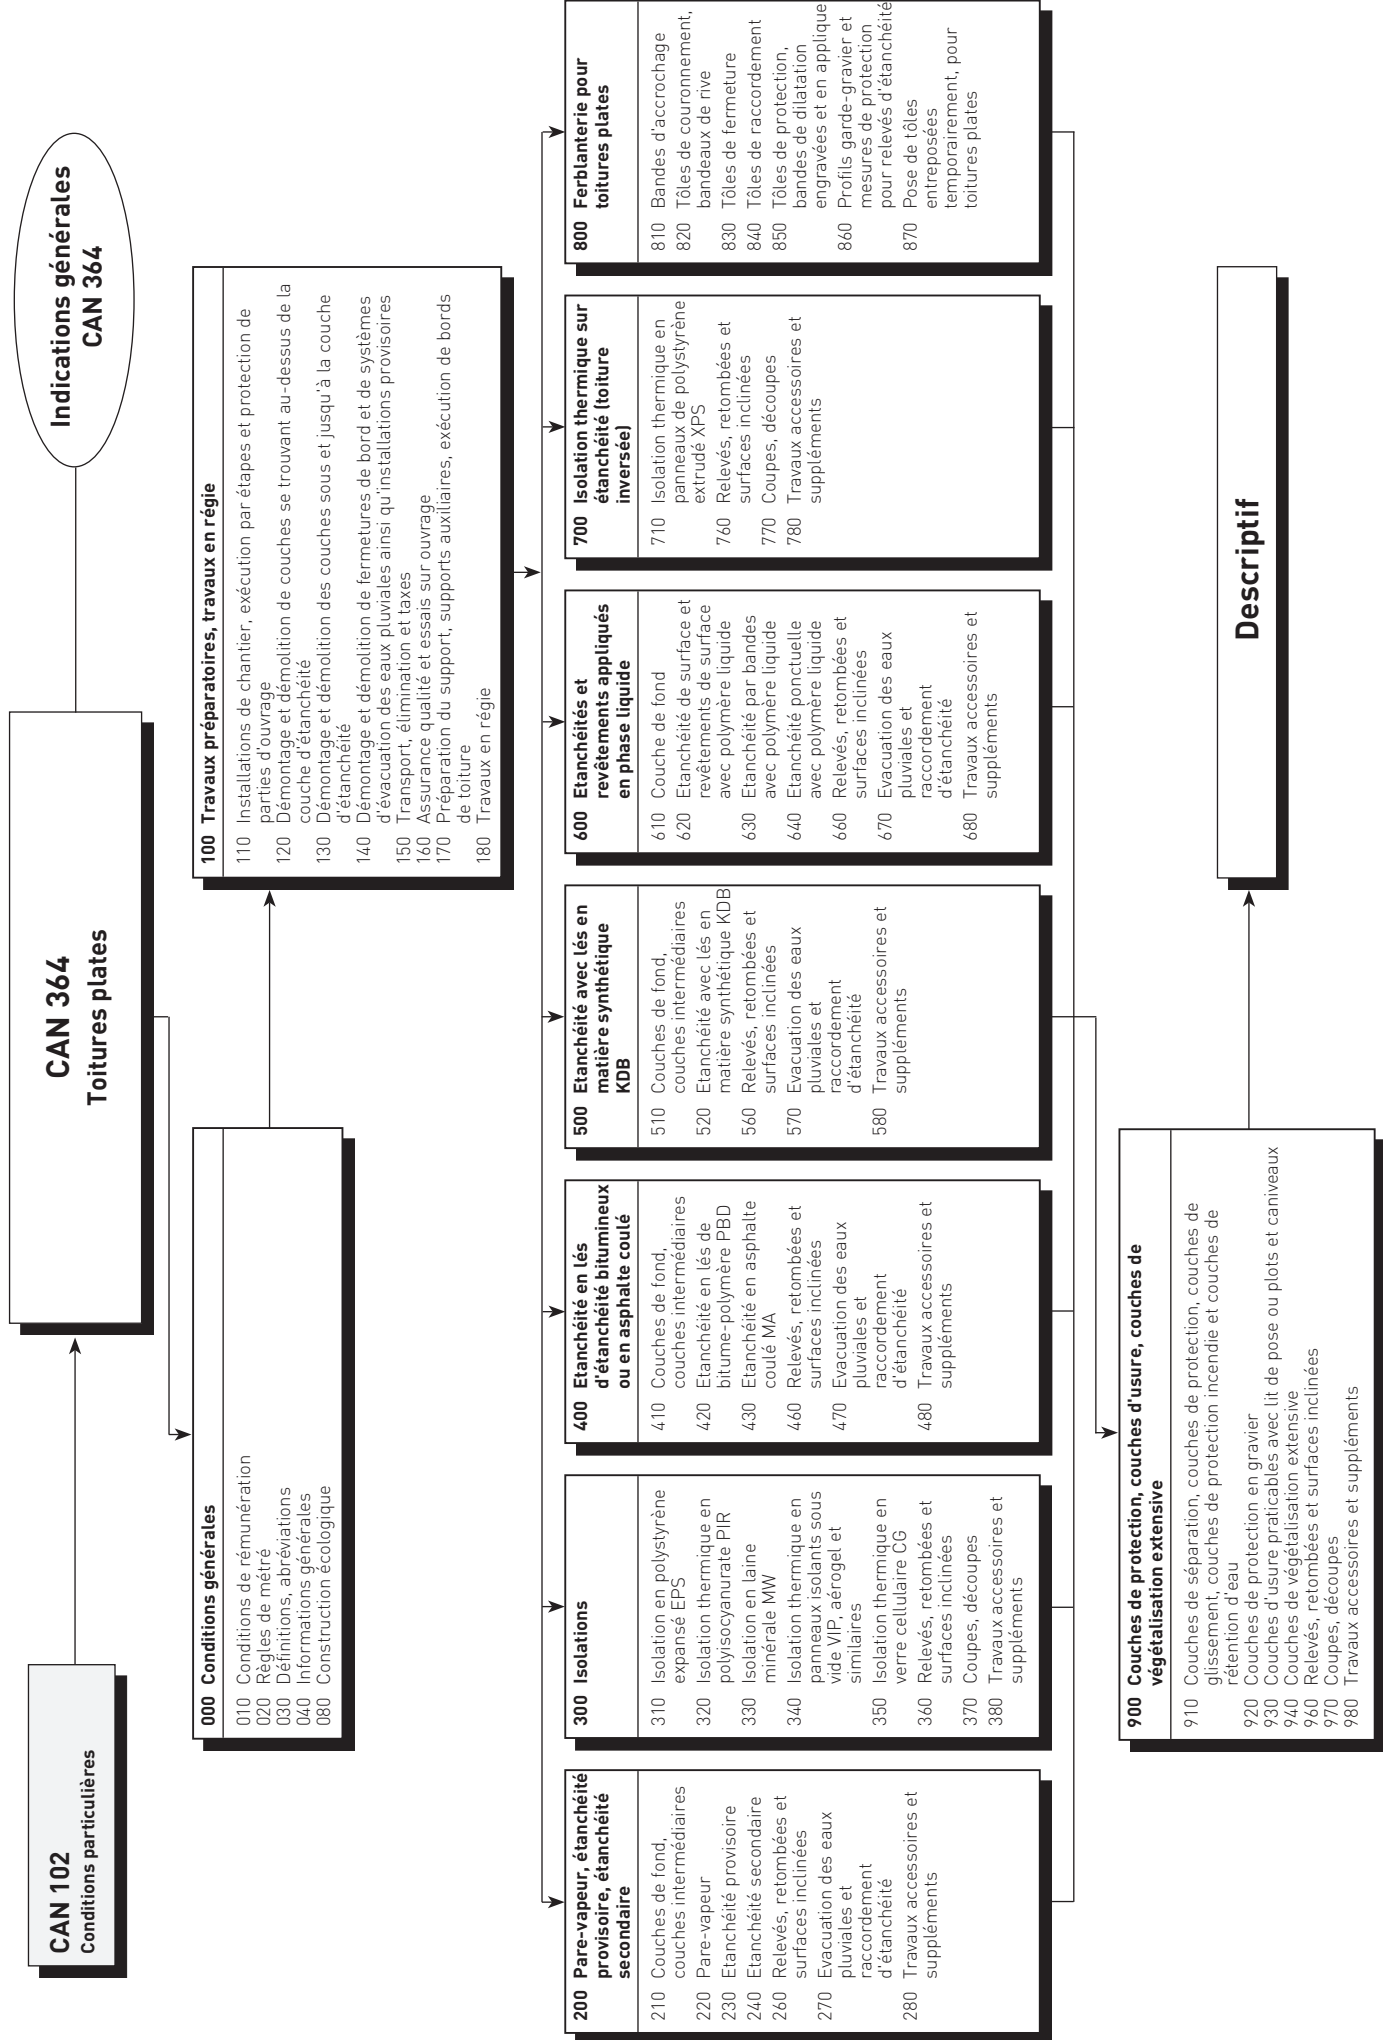 CAN 102
Conditions particulières
CAN 364
Toitures plates
Indications générales
CAN 364
000 Conditions générales
010 Conditions de rémunération
020 Règles de métré
030 Définitions, abréviations
040 Informations générales
080 Construction écologique
100 Travaux préparatoires, travaux en régie
110 Installations de chantier, exécution par étapes et protection de
parties d'ouvrage
120 Démontage et démolition de couches se trouvant au-dessus de la
couche d'étanchéité
130 Démontage et démolition des couches sous et jusqu'à la couche
d'étanchéité
140 Démontage et démolition de fermetures de bord et de systèmes
d'évacuation des eaux pluviales ainsi qu'installations provisoires
150 Transport, élimination et taxes
160 Assurance qualité et essais sur ouvrage
170 Préparation du support, supports auxiliaires, exécution de bords
de toiture
180 Travaux en régie
200 Pare-vapeur, étanchéité
provisoire, étanchéité
secondaire
210 Couches de fond,
couches intermédiaires
220 Pare-vapeur
230 Etanchéité provisoire
240 Etanchéité secondaire
260 Relevés, retombées et
surfaces inclinées
270 Evacuation des eaux
pluviales et
raccordement
d'étanchéité
280 Travaux accessoires et
suppléments
300 Isolations
310 Isolation en polystyrène
expansé EPS
320 Isolation thermique en
polyisocyanurate PIR
330 Isolation en laine
minérale MW
340 Isolation thermique en
panneaux isolants sous
vide VIP, aérogel et
similaires
350 Isolation thermique en
verre cellulaire CG
360 Relevés, retombées et
surfaces inclinées
370 Coupes, découpes
380 Travaux accessoires et
suppléments
400 Etanchéité en lés
d'étanchéité bitumineux
ou en asphalte coulé
410 Couches de fond,
couches intermédiaires
420 Etanchéité en lés de
bitume-polymère PBD
430 Etanchéité en asphalte
coulé MA
460 Relevés, retombées et
surfaces inclinées
470 Evacuation des eaux
pluviales et
raccordement
d'étanchéité
480 Travaux accessoires et
suppléments
500 Etanchéité avec lés en
matière synthétique
KDB
510 Couches de fond,
couches intermédiaires
520 Etanchéité avec lés en
matière synthétique KDB
560 Relevés, retombées et
surfaces inclinées
570 Evacuation des eaux
pluviales et
raccordement
d'étanchéité
580 Travaux accessoires et
suppléments
600 Etanchéités et
revêtements appliqués
en phase liquide
610 Couche de fond
620 Etanchéité de surface et
revêtements de surface
avec polymère liquide
630 Etanchéité par bandes
avec polymère liquide
640 Etanchéité ponctuelle
avec polymère liquide
660 Relevés, retombées et
surfaces inclinées
670 Evacuation des eaux
pluviales et
raccordement
d'étanchéité
680 Travaux accessoires et
suppléments
700 Isolation thermique sur
étanchéité (toiture
inversée)
710 Isolation thermique en
panneaux de polystyrène
extrudé XPS
760 Relevés, retombées et
surfaces inclinées
770 Coupes, découpes
780 Travaux accessoires et
suppléments
800 Ferblanterie pour
toitures plates
810 Bandes d'accrochage
820 Tôles de couronnement,
bandeaux de rive
830 Tôles de fermeture
840 Tôles de raccordement
850 Tôles de protection,
bandes de dilatation
engravées et en applique
860 Profils garde-gravier et
mesures de protection
pour relevés d'étanchéité
870 Pose de tôles
entreposées
temporairement, pour
toitures plates
900 Couches de protection, couches d'usure, couches de
végétalisation extensive
910 Couches de séparation, couches de protection, couches de
glissement, couches de protection incendie et couches de
rétention d'eau
920 Couches de protection en gravier
930 Couches d'usure praticables avec lit de pose ou plots et caniveaux
940 Couches de végétalisation extensive
960 Relevés, retombées et surfaces inclinées
970 Coupes, découpes
980 Travaux accessoires et suppléments
Descriptif